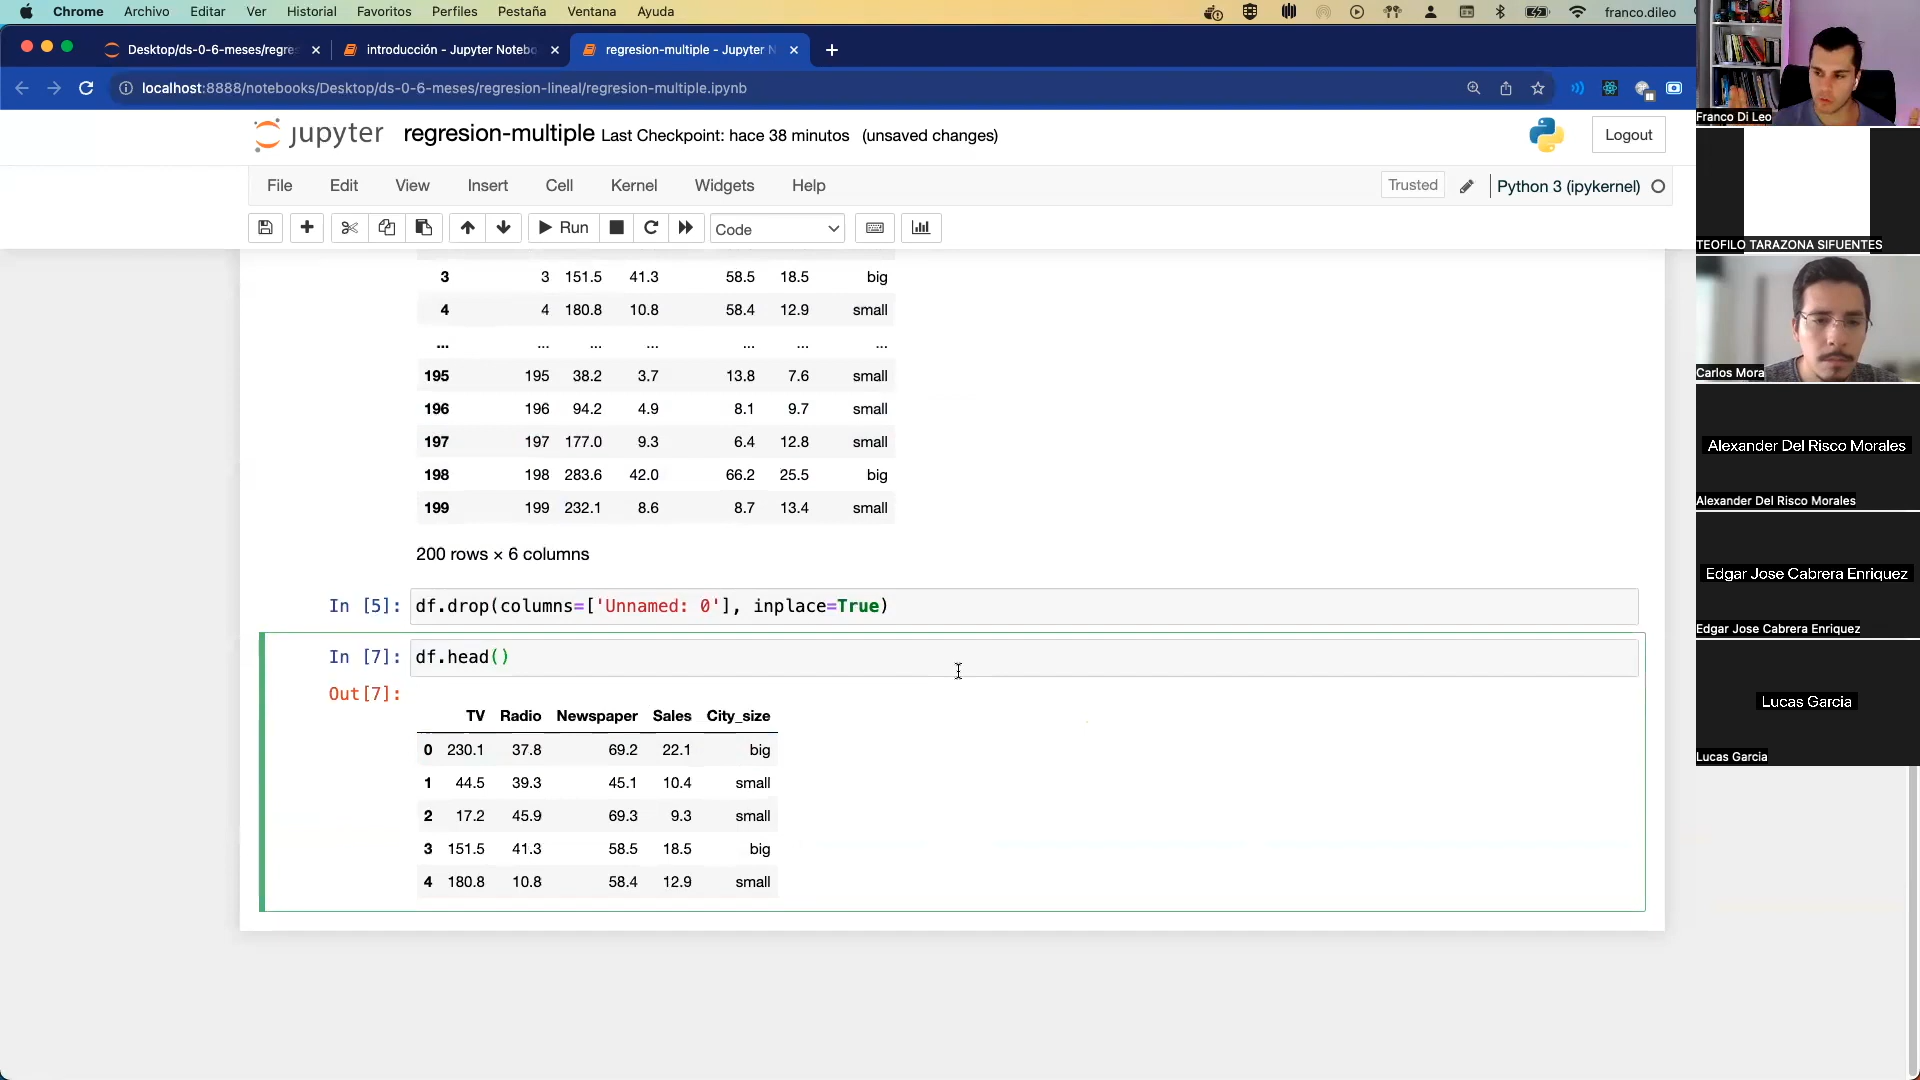 Chrome Archivo Editar Ver Historial Favoritos Perfiles Pestaña Ventana Ayuda franco.dileo
Desktop/ds-0-6-meses/regre
introducción - Jupyter Notebo
regresion-multiple - Jupyter N
localhost:8888/notebooks/Desktop/ds-0-6-meses/regresion-lineal/regresion-multiple.ipynb
jupyter regresion-multiple Last Checkpoint: hace 38 minutos (unsaved changes)
Logout
File Edit View Insert Cell Kernel Widgets Help
Trusted
Python 3 (ipykernel)
Run
Code
3 3 151.5 41.3 58.5 18.5 big
4 4 180.8 10.8 58.4 12.9 small
... ... ... ... ... ... ...
195 195 38.2 3.7 13.8 7.6 small
196 196 94.2 4.9 8.1 9.7 small
197 197 177.0 9.3 6.4 12.8 small
198 198 283.6 42.0 66.2 25.5 big
199 199 232.1 8.6 8.7 13.4 small
200 rows × 6 columns
In [5]: df.drop(columns=['Unnamed: 0'], inplace=True)
In [7]: df.head()
Out[7]:
TV Radio Newspaper Sales City_size
0 230.1 37.8 69.2 22.1 big
1 44.5 39.3 45.1 10.4 small
2 17.2 45.9 69.3 9.3 small
3 151.5 41.3 58.5 18.5 big
4 180.8 10.8 58.4 12.9 small
Franco Di Leo
TEOFILO TARAZONA SIFUENTES
Carlos Mora
Alexander Del Risco Morales
Alexander Del Risco Morales
Edgar Jose Cabrera Enriquez
Edgar Jose Cabrera Enriquez
Lucas Garcia
Lucas Garcia